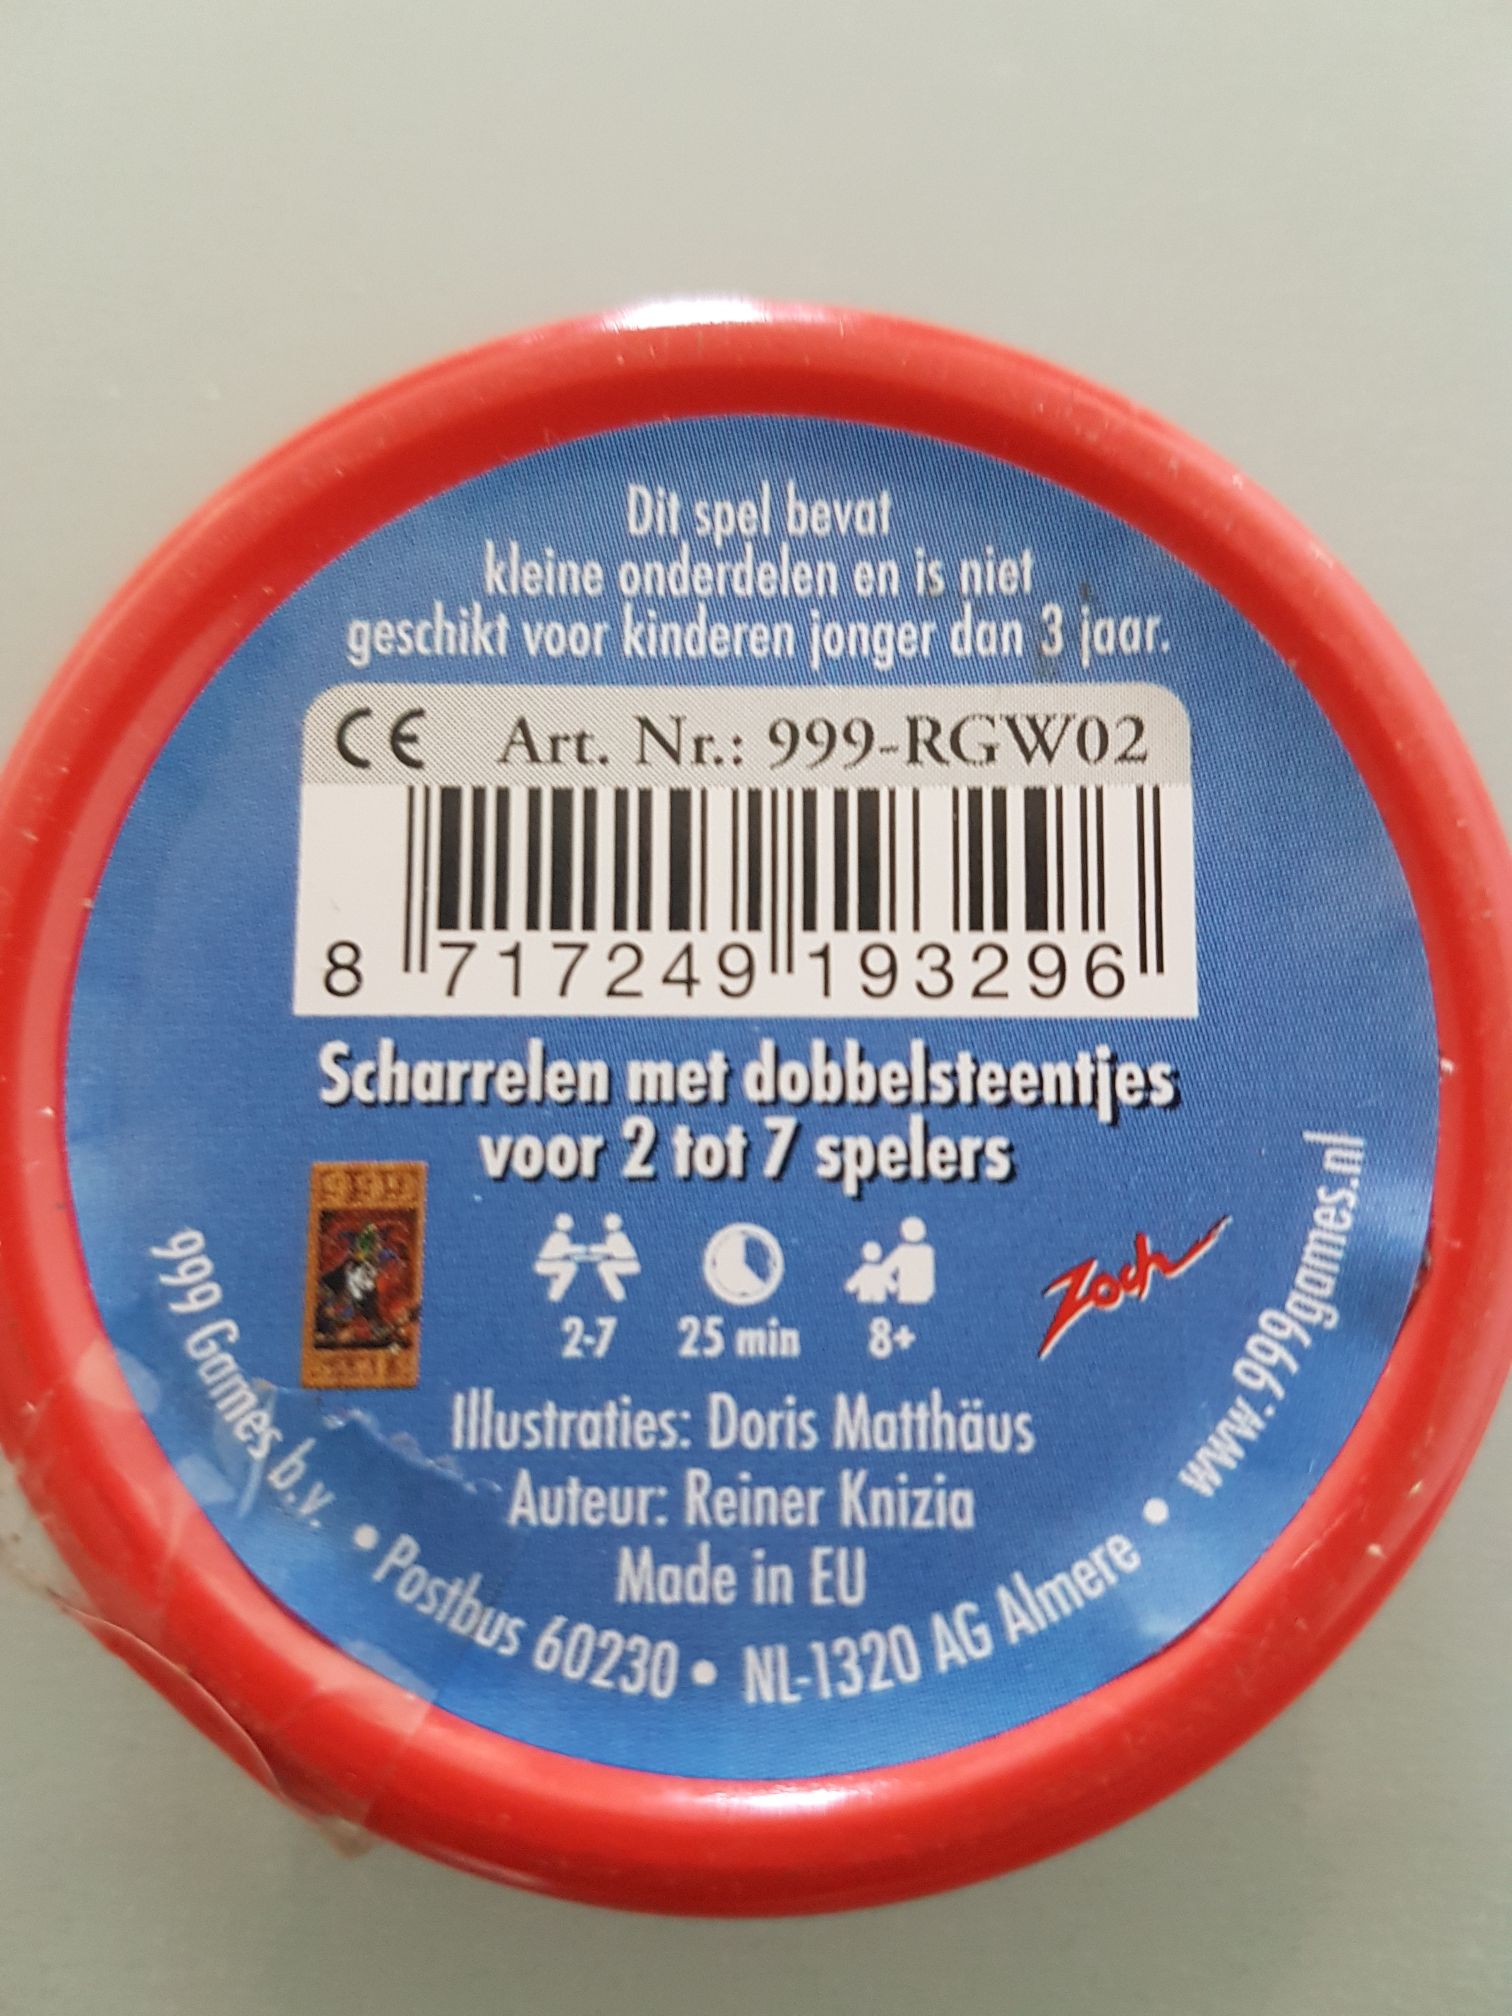 Dit spel bevat
kleine onderdelen en is niet
geschikt voor kinderen jonger dan 3 jaar.
CE Art. Nr.: 999-RGW02
8 717249 193296
Scharrelen met dobbelsteentjes
voor 2 tot 7 spelers
999
2-7 25 min 8+
Zoch
Illustraties: Doris Matthäus
Auteur: Reiner Knizia
Made in EU
999 Games b.v. • Postbus 60230 • NL-1320 AG Almere • www.999games.nl